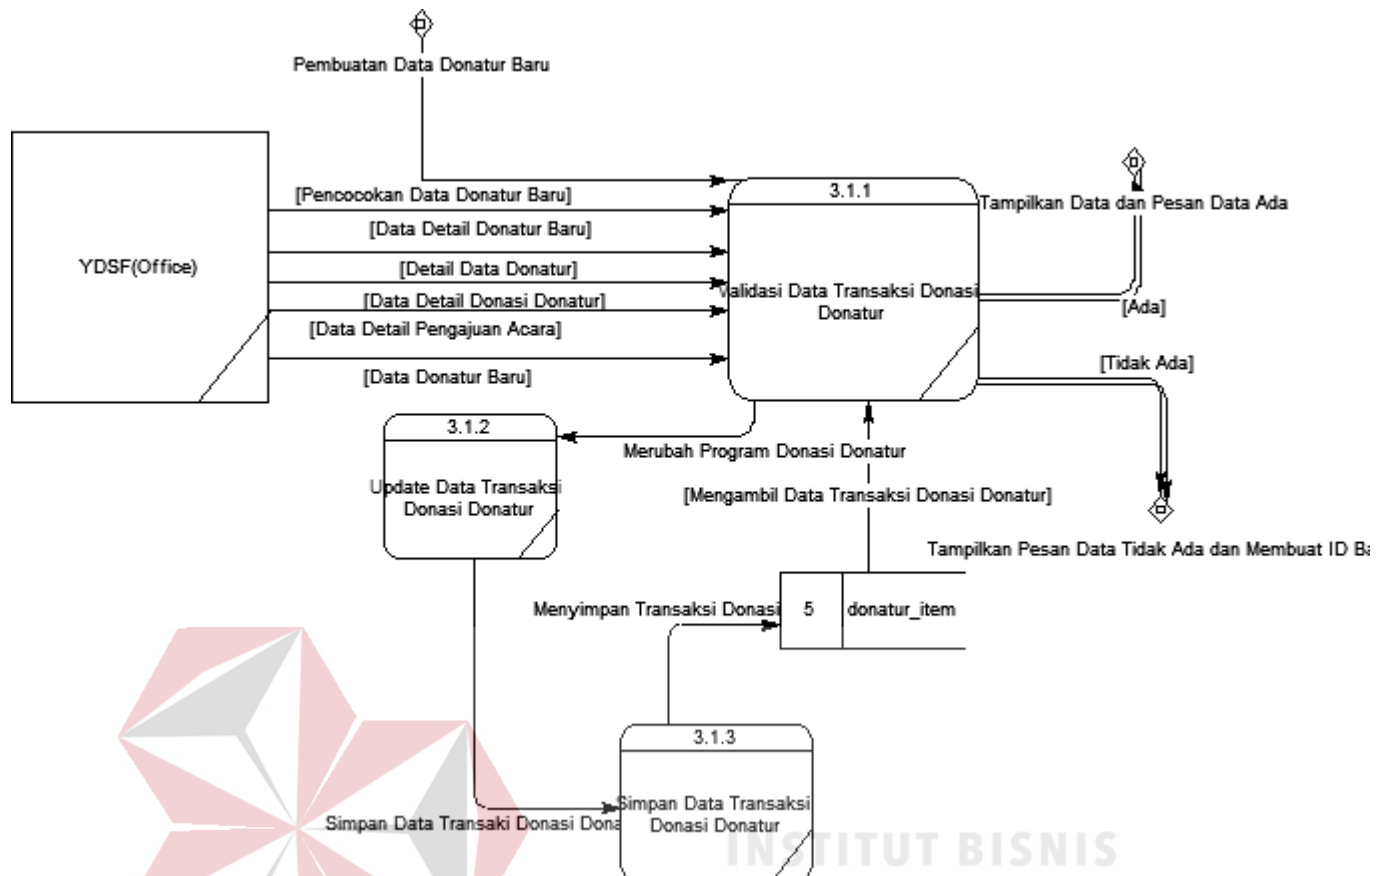 Pembuatan Data Donatur Baru
YDSF(Office)
[Pencocokan Data Donatur Baru]
[Data Detail Donatur Baru]
[Detail Data Donatur]
[Data Detail Donasi Donatur]
[Data Detail Pengajuan Acara]
[Data Donatur Baru]
3.1.1
Validasi Data Transaksi Donasi
Donatur
Tampilkan Data dan Pesan Data Ada
[Ada]
[Tidak Ada]
Tampilkan Pesan Data Tidak Ada dan Membuat ID Ba
3.1.2
Update Data Transaksi
Donasi Donatur
Merubah Program Donasi Donatur
[Mengambil Data Transaksi Donasi Donatur]
Menyimpan Transaksi Donasi
5
donatur_item
3.1.3
Simpan Data Transaksi
Donasi Donatur
Simpan Data Transaki Donasi Dona
INSTITUT BISNIS